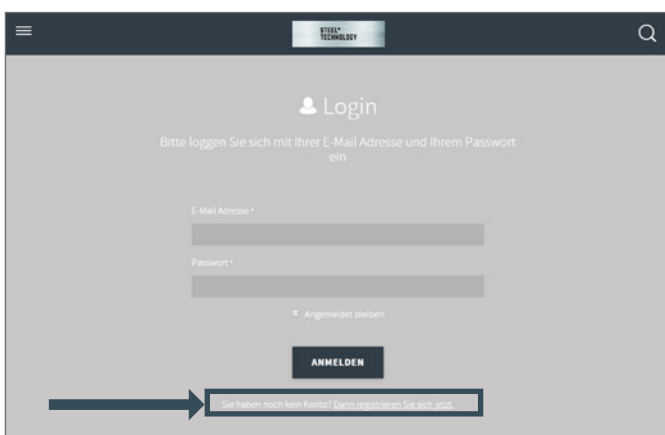 STEEL+
TECHNOLOGY
Login
Bitte loggen Sie sich mit Ihrer E-Mail Adresse und Ihrem Passwort
ein
E-Mail Adresse *
Passwort *
Angemeldet bleiben
ANMELDEN
Sie haben noch kein Konto? Dann registrieren Sie sich jetzt.